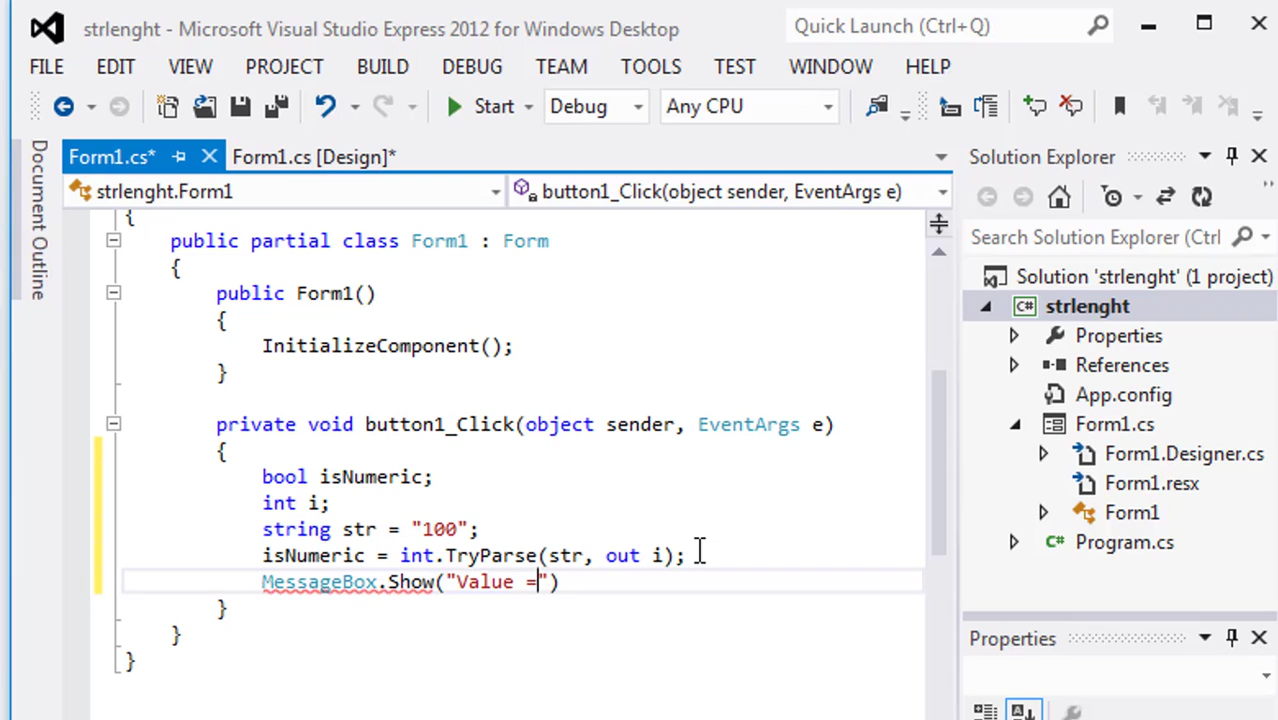 strlenght - Microsoft Visual Studio Express 2012 for Windows Desktop
Quick Launch (Ctrl+Q)
FILE EDIT VIEW PROJECT BUILD DEBUG TEAM TOOLS TEST WINDOW HELP
Start Debug Any CPU
Document Outline
Form1.cs* Form1.cs [Design]*
strlenght.Form1 button1_Click(object sender, EventArgs e)
{
public partial class Form1 : Form
{
public Form1()
{
InitializeComponent();
}
private void button1_Click(object sender, EventArgs e)
{
bool isNumeric;
int i;
string str = "100";
isNumeric = int.TryParse(str, out i);
MessageBox.Show("Value =")
}
}
}
Solution Explorer
Search Solution Explorer (Ctrl
Solution 'strlenght' (1 project)
C# strlenght
Properties
References
App.config
Form1.cs
Form1.Designer.cs
Form1.resx
Form1
Program.cs
Properties